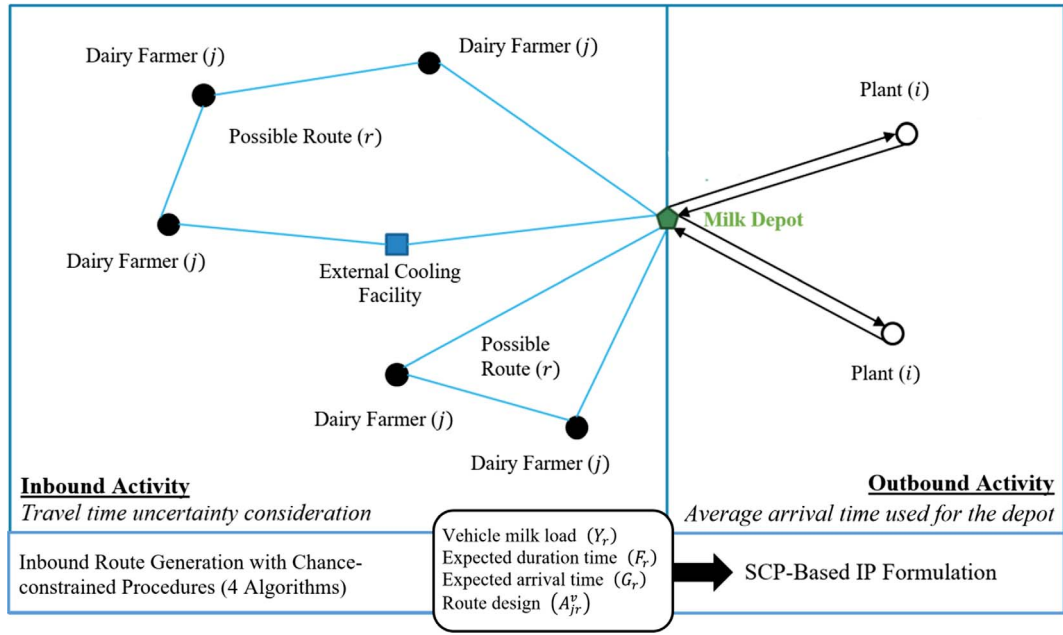 Dairy Farmer (j)
Dairy Farmer (j)
Plant (i)
Possible Route (r)
Milk Depot
Dairy Farmer (j)
External Cooling
Facility
Possible
Route (r)
Plant (i)
Dairy Farmer (j)
Dairy Farmer (j)
Inbound Activity
Travel time uncertainty consideration
Outbound Activity
Average arrival time used for the depot
Inbound Route Generation with Chance-
constrained Procedures (4 Algorithms)
Vehicle milk load (Y_r)
Expected duration time (F_r)
Expected arrival time (G_r)
Route design (A_{jr}^v)
SCP-Based IP Formulation